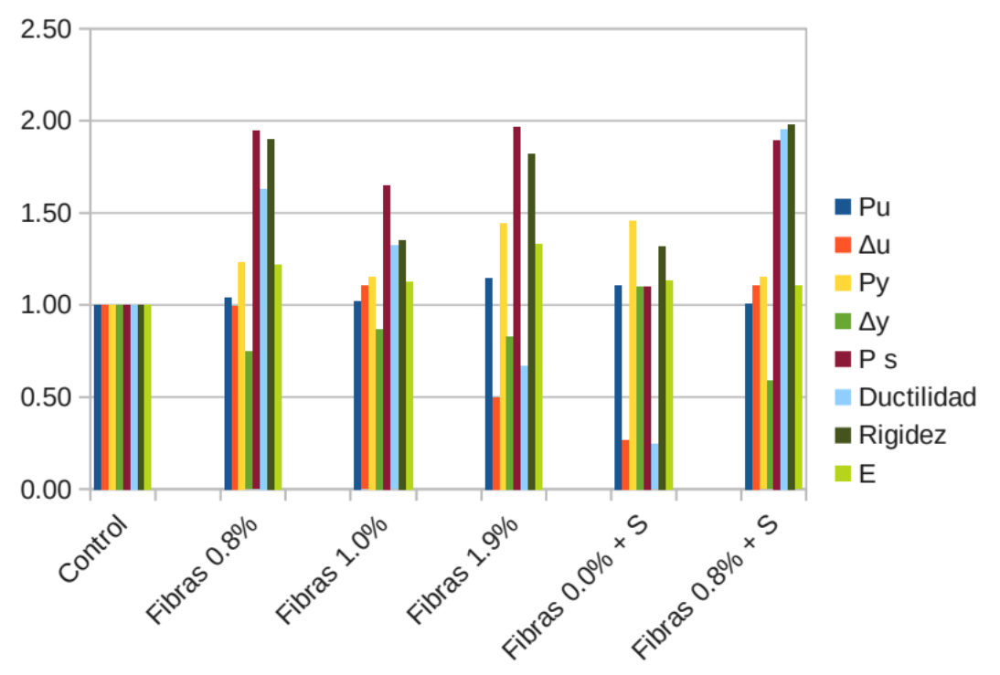 2.50
2.00
1.50
1.00
0.50
0.00
Control
Fibras 0.8%
Fibras 1.0%
Fibras 1.9%
Fibras 0.0% + S
Fibras 0.8% + S
Pu
Δu
Py
Δy
P s
Ductilidad
Rigidez
E